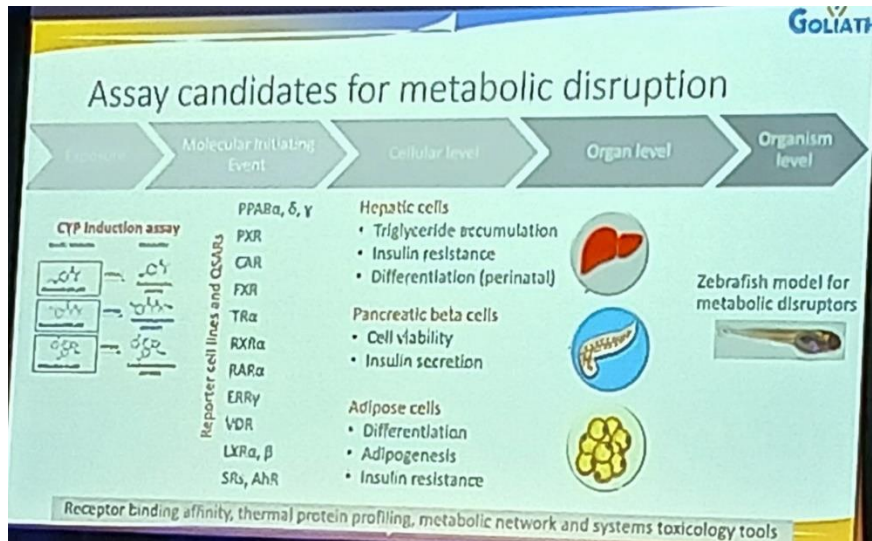 GOLIATH
Assay candidates for metabolic disruption
Exposure
Molecular Initiating
Event
Cellular level
Organ level
Organism
level
CYP Induction assay
Reporter cell lines and QSARs
PPARα, δ, γ
PXR
CAR
FXR
TRα
RXRα
RARα
ERRγ
VDR
LXRα, β
SRs, AhR
Hepatic cells
• Triglyceride accumulation
• Insulin resistance
• Differentiation (perinatal)
Pancreatic beta cells
• Cell viability
• Insulin secretion
Adipose cells
• Differentiation
• Adipogenesis
• Insulin resistance
Zebrafish model for
metabolic disruptors
Receptor binding affinity, thermal protein profiling, metabolic network and systems toxicology tools